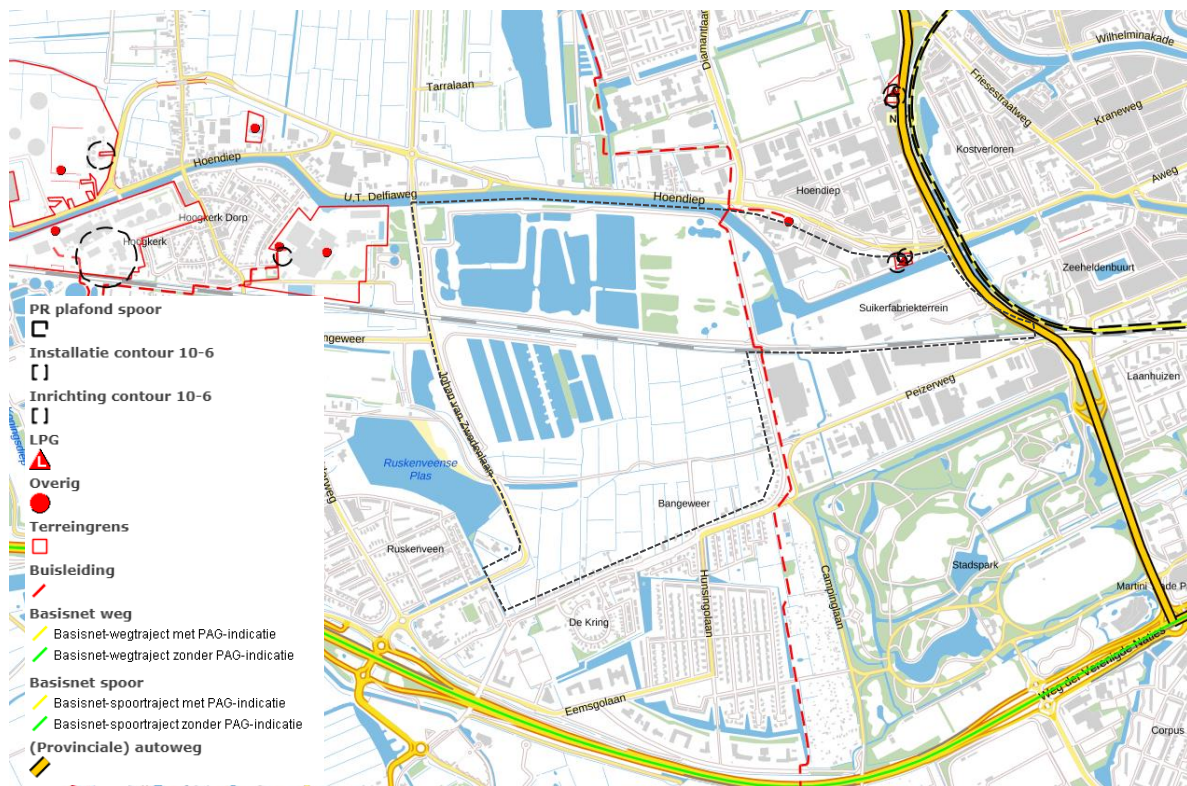 Wilhelminakade
Diamantlaan
Friesestraatweg
Tarralaan
Kraneweg
N
Kostverloren
Hoendiep
Aweg
Hoendiep
U.T. Delfiaweg
Hoendiep
Hoogkerk Dorp
Hoogkerk
Zeeheldenbuurt
Suikerfabriekterrein
PR plafond spoor
Installatie contour 10-6
Inrichting contour 10-6
LPG
L
Overig
Terreingrens
Buisleiding
Basisnet weg
Basisnet-wegtraject met PAG-indicatie
Basisnet-wegtraject zonder PAG-indicatie
Basisnet spoor
Basisnet-spoortraject met PAG-indicatie
Basisnet-spoortraject zonder PAG-indicatie
(Provinciale) autoweg
Johan van Zwedenlaan
Peizerweg
Laanhuizen
Ruskenveense
Plas
Bangeweer
Ruskenveen
Stadspark
Hunsingolaan
Campinglaan
De Kring
Eemsgolaan
Weg der Verenigde Naties
Corpus